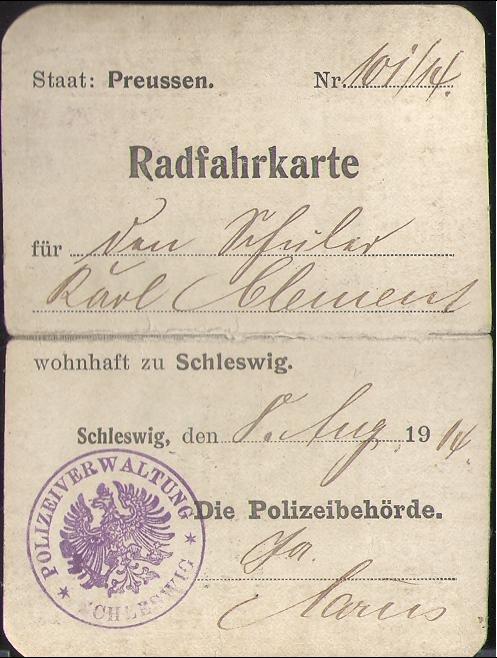 Staat: Preussen. Nr. 101/14.
Radfahrkarte
für den Schüler
Karl Clement
wohnhaft zu Schleswig.
Schleswig, den 8. Aug. 1914.
Die Polizeibehörde.
POLIZEIVERWALTUNG
SCHLESWIG